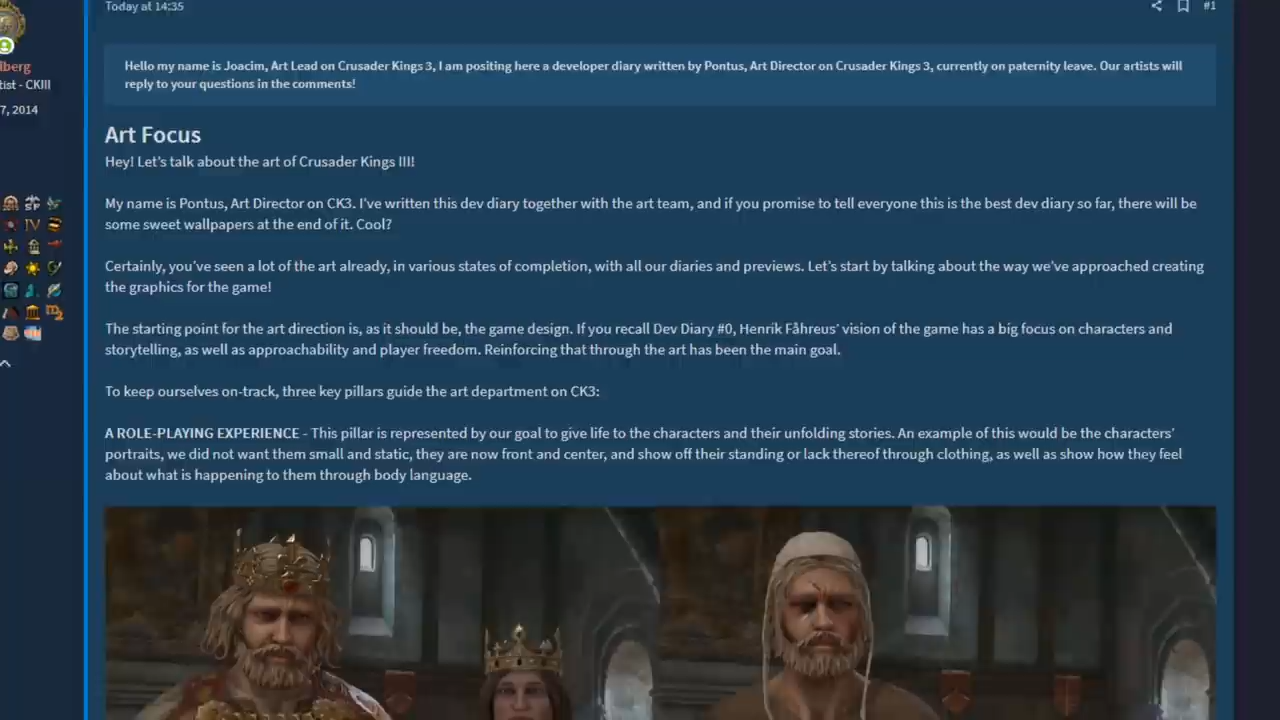 Today at 14:35
#1
lberg
tist - CKIII
7, 2014
Hello my name is Joacim, Art Lead on Crusader Kings 3, I am positing here a developer diary written by Pontus, Art Director on Crusader Kings 3, currently on paternity leave. Our artists will
reply to your questions in the comments!
Art Focus
Hey! Let's talk about the art of Crusader Kings III!
My name is Pontus, Art Director on CK3. I've written this dev diary together with the art team, and if you promise to tell everyone this is the best dev diary so far, there will be
some sweet wallpapers at the end of it. Cool?
Certainly, you've seen a lot of the art already, in various states of completion, with all our diaries and previews. Let's start by talking about the way we've approached creating
the graphics for the game!
The starting point for the art direction is, as it should be, the game design. If you recall Dev Diary #0, Henrik Fåhreus' vision of the game has a big focus on characters and
storytelling, as well as approachability and player freedom. Reinforcing that through the art has been the main goal.
To keep ourselves on-track, three key pillars guide the art department on CK3:
A ROLE-PLAYING EXPERIENCE - This pillar is represented by our goal to give life to the characters and their unfolding stories. An example of this would be the characters'
portraits, we did not want them small and static, they are now front and center, and show off their standing or lack thereof through clothing, as well as show how they feel
about what is happening to them through body language.